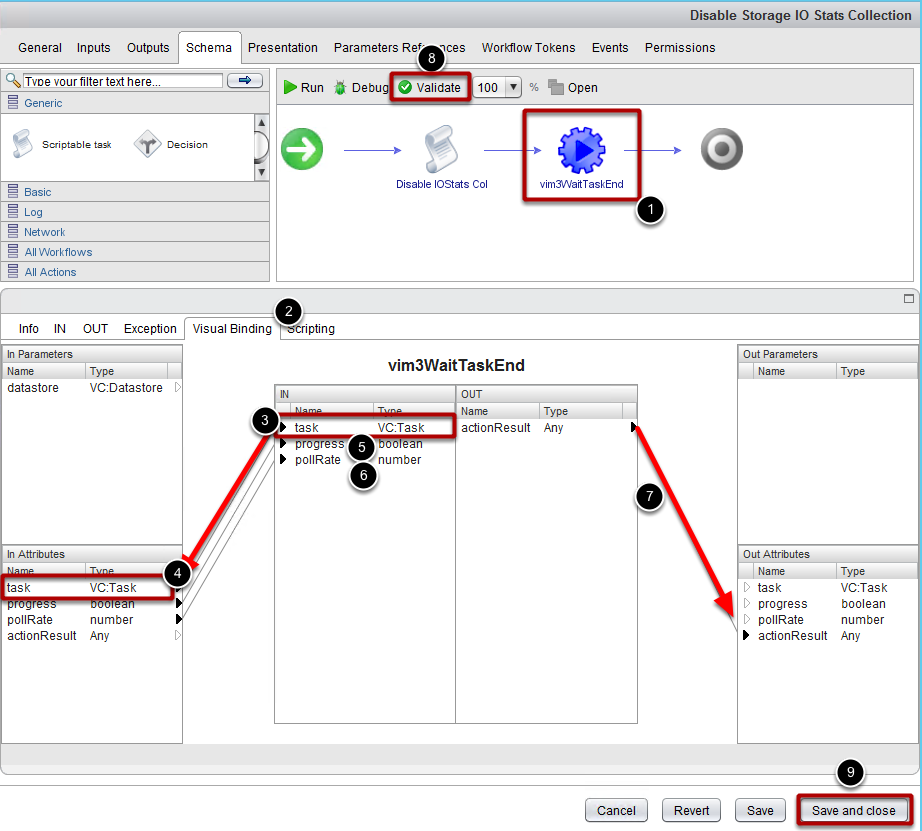 Disable Storage IO Stats Collection
General Inputs Outputs Schema Presentation Parameters References Workflow Tokens Events Permissions
8
Type your filter text here...
Run Debug Validate 100 % Open
Generic
Scriptable task Decision
Disable IOStats Col vim3WaitTaskEnd
1
Basic
Log
Network
All Workflows
All Actions
2
Info IN OUT Exception Visual Binding Scripting
In Parameters
Name Type
datastore VC:Datastore
vim3WaitTaskEnd
IN OUT
Name Type Name Type
3 task VC:Task actionResult Any
progress 5 boolean
pollRate 6 number
7
Out Parameters
Name Type
In Attributes
Name Type
4
task VC:Task
progress boolean
pollRate number
actionResult Any
Out Attributes
Name Type
task VC:Task
progress boolean
pollRate number
actionResult Any
9
Cancel Revert Save Save and close